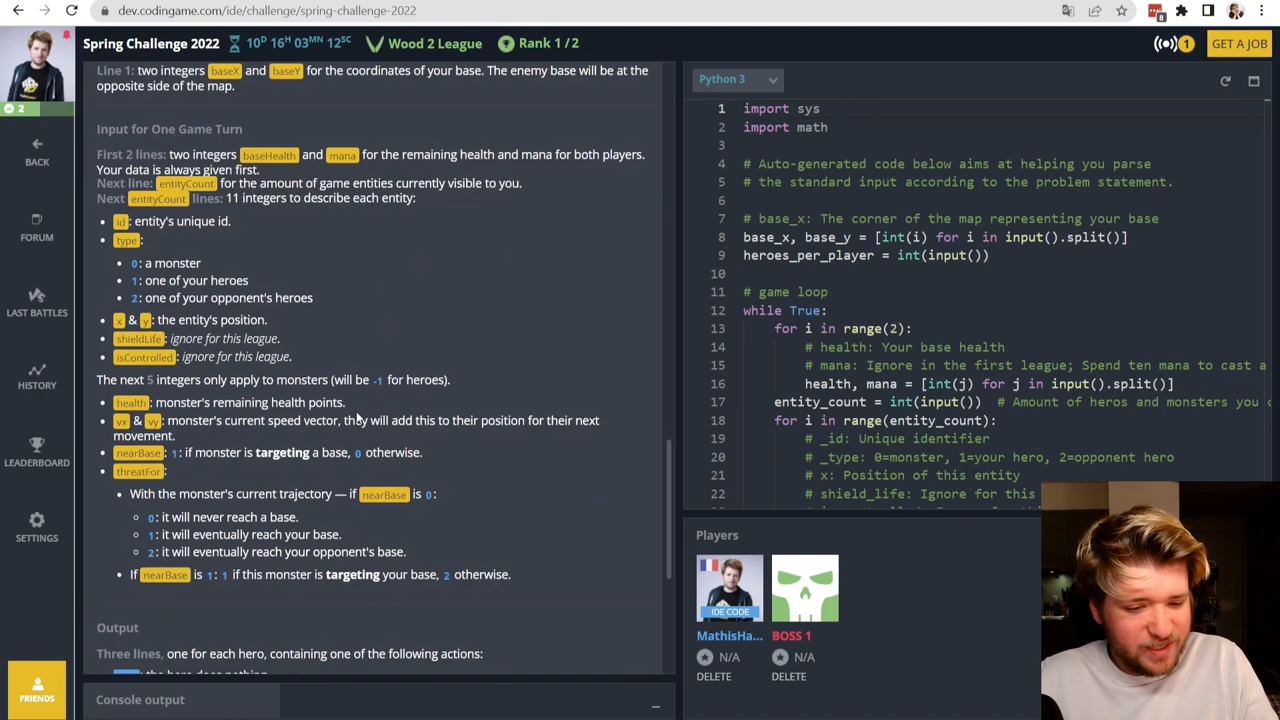 dev.codingame.com/ide/challenge/spring-challenge-2022
8
Spring Challenge 2022
10D 16H 03MN 12SC
Wood 2 League
Rank 1 / 2
1
GET A JOB
2
BACK
FORUM
LAST BATTLES
HISTORY
LEADERBOARD
SETTINGS
FRIENDS
Line 1: two integers baseX and baseY for the coordinates of your base. The enemy base will be at the
opposite side of the map.
Input for One Game Turn
First 2 lines: two integers baseHealth and mana for the remaining health and mana for both players.
Your data is always given first.
Next line: entityCount for the amount of game entities currently visible to you.
Next entityCount lines: 11 integers to describe each entity:
id: entity's unique id.
type:
0: a monster
1: one of your heroes
2: one of your opponent's heroes
x & y: the entity's position.
shieldLife: ignore for this league.
isControlled: ignore for this league.
The next 5 integers only apply to monsters (will be -1 for heroes).
health: monster's remaining health points.
vx & vy: monster's current speed vector, they will add this to their position for their next
movement.
nearBase: 1: if monster is targeting a base, 0 otherwise.
threatFor:
With the monster's current trajectory — if nearBase is 0:
0: it will never reach a base.
1: it will eventually reach your base.
2: it will eventually reach your opponent's base.
If nearBase is 1: 1 if this monster is targeting your base, 2 otherwise.
Output
Three lines, one for each hero, containing one of the following actions:
Console output
Python 3
1 import sys
2 import math
3
4 # Auto-generated code below aims at helping you parse
5 # the standard input according to the problem statement.
6
7 # base_x: The corner of the map representing your base
8 base_x, base_y = [int(i) for i in input().split()]
9 heroes_per_player = int(input())
10
11 # game loop
12 while True:
13 for i in range(2):
14 # health: Your base health
15 # mana: Ignore in the first league; Spend ten mana to cast a
16 health, mana = [int(j) for j in input().split()]
17 entity_count = int(input()) # Amount of heros and monsters you
18 for i in range(entity_count):
19 # _id: Unique identifier
20 # _type: 0=monster, 1=your hero, 2=opponent hero
21 # x: Position of this entity
22 # shield_life: Ignore for this
Players
IDE CODE
MathisHa... BOSS 1
N/A N/A
DELETE DELETE